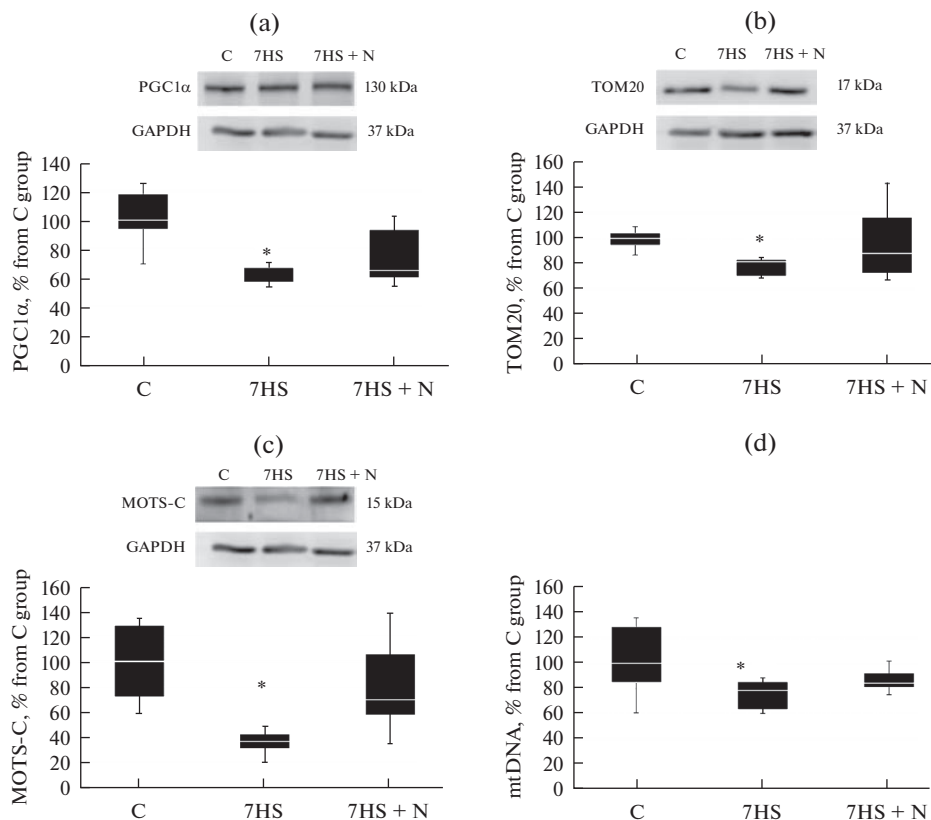 (a)
C 7HS 7HS + N
PGC1α 130 kDa
GAPDH 37 kDa
PGC1α, % from C group
140
120
100
80
60
40
20
0
*
C 7HS 7HS + N
(b)
C 7HS 7HS + N
TOM20 17 kDa
GAPDH 37 kDa
TOM20, % from C group
160
140
120
100
80
60
40
20
0
*
C 7HS 7HS + N
(c)
C 7HS 7HS + N
MOTS-C 15 kDa
GAPDH 37 kDa
MOTS-C, % from C group
160
140
120
100
80
60
40
20
0
*
C 7HS 7HS + N
(d)
mtDNA, % from C group
160
140
120
100
80
60
40
20
0
*
C 7HS 7HS + N